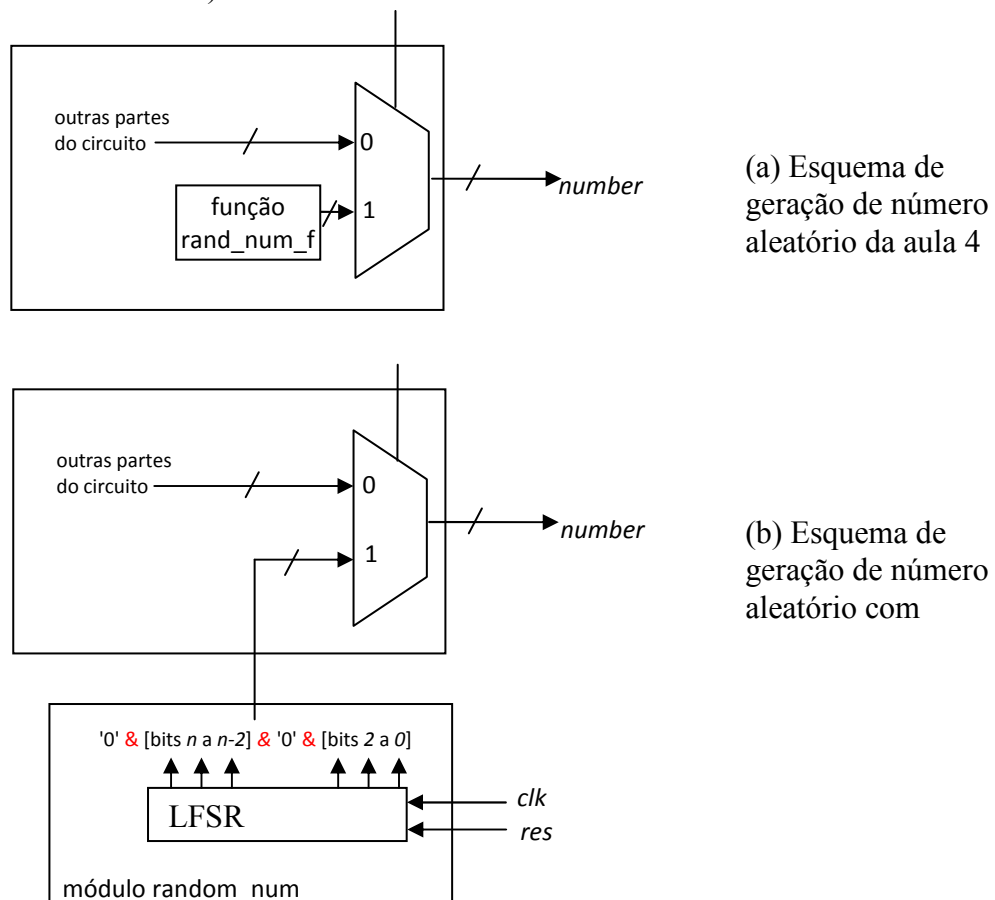 outras partes
do circuito
0
função
rand_num_f
1
number
(a) Esquema de
geração de número
aleatório da aula 4
outras partes
do circuito
0
1
number
(b) Esquema de
geração de número
aleatório com
'0' & [bits n a n-2] & '0' & [bits 2 a 0]
LFSR
clk
res
módulo random_num